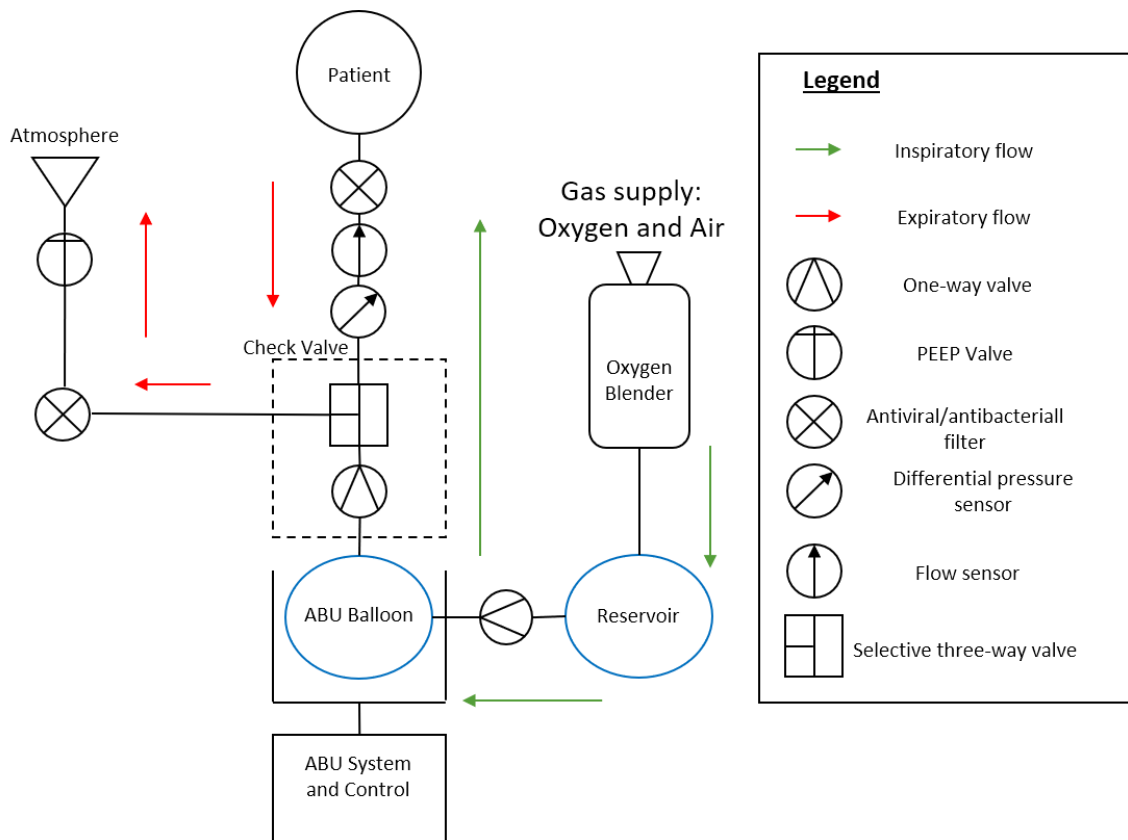 Patient
Atmosphere
Gas supply:
Oxygen and Air
Check Valve
Oxygen
Blender
ABU Balloon
Reservoir
ABU System
and Control
Legend
Inspiratory flow
Expiratory flow
One-way valve
PEEP Valve
Antiviral/antibacteriall
filter
Differential pressure
sensor
Flow sensor
Selective three-way valve